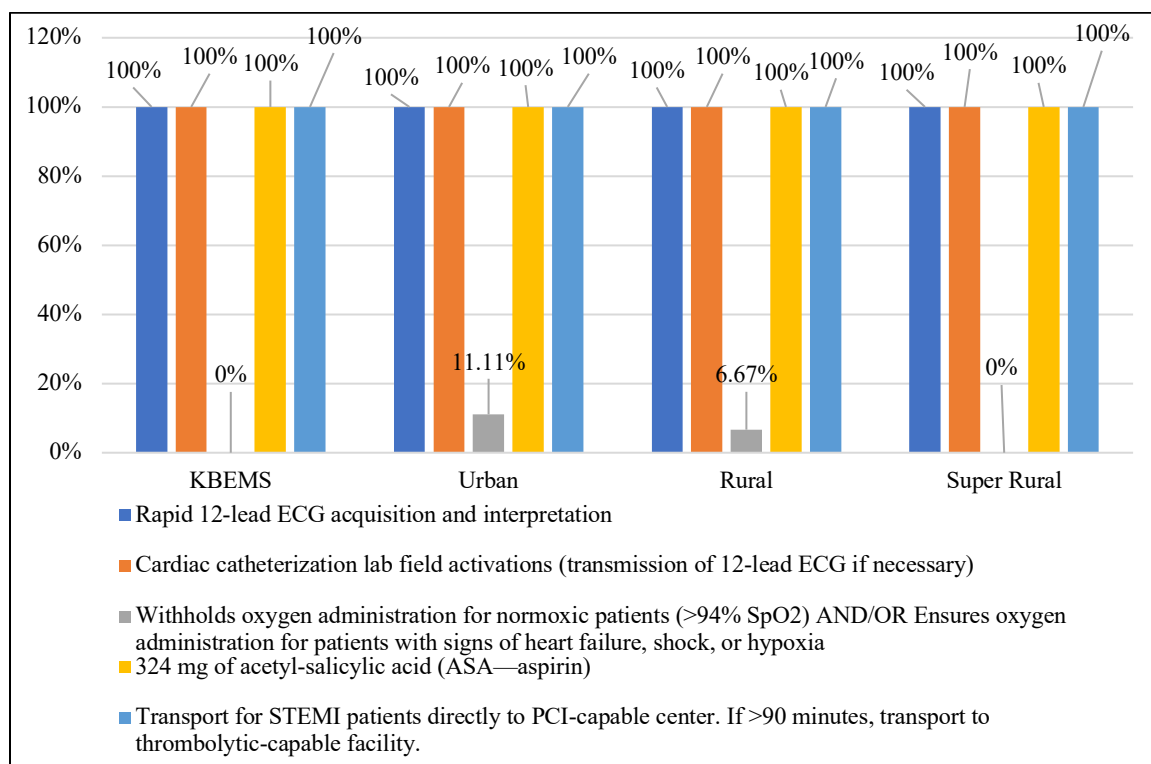 120%
100%
80%
60%
40%
20%
0%
100% 100% 0% 100% 100%
100% 100% 11.11% 100% 100%
100% 100% 6.67% 100% 100%
100% 100% 0% 100% 100%
KBEMS Urban Rural Super Rural
Rapid 12-lead ECG acquisition and interpretation
Cardiac catheterization lab field activations (transmission of 12-lead ECG if necessary)
Withholds oxygen administration for normoxic patients (>94% SpO2) AND/OR Ensures oxygen
administration for patients with signs of heart failure, shock, or hypoxia
324 mg of acetyl-salicylic acid (ASA—aspirin)
Transport for STEMI patients directly to PCI-capable center. If >90 minutes, transport to
thrombolytic-capable facility.